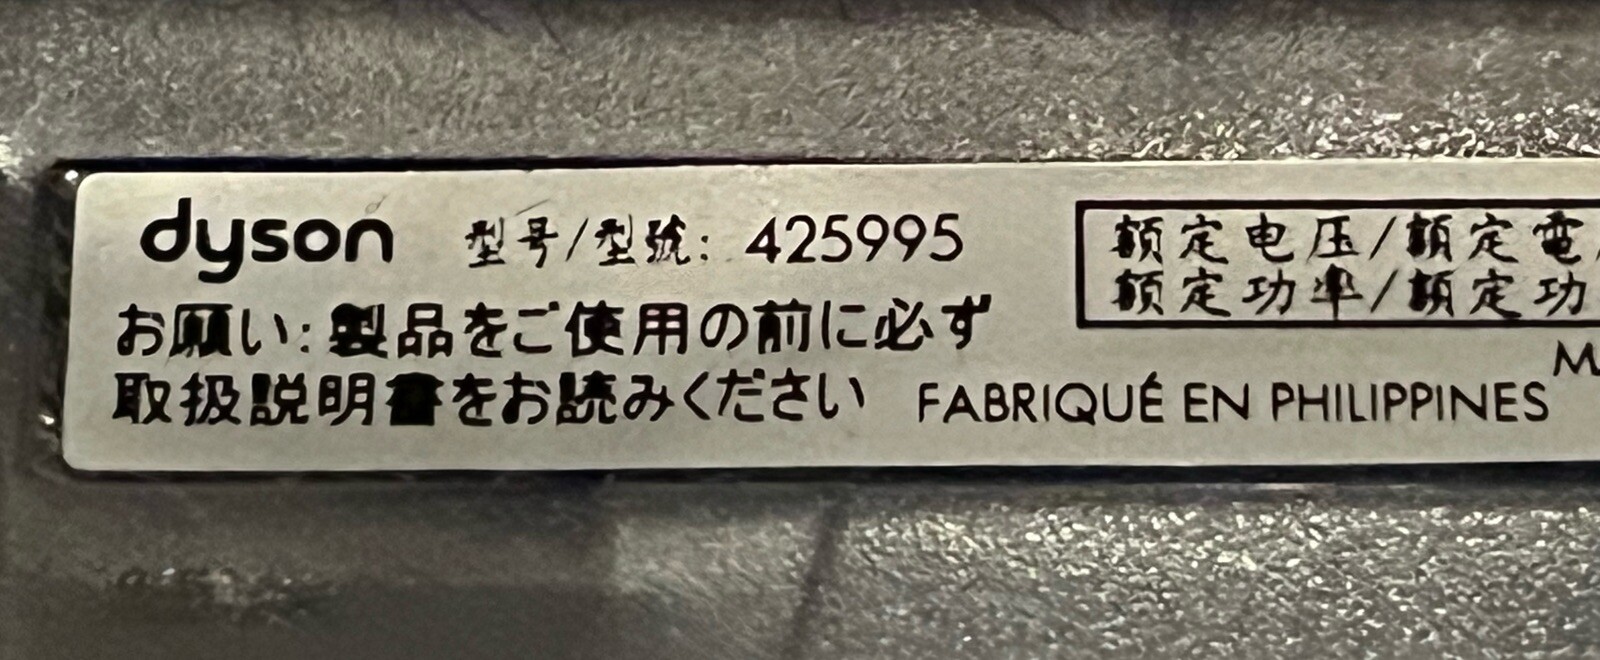 dyson 型号/型號: 425995
お願い: 製品をご使用の前に必ず
取扱説明書をお読みください FABRIQUÉ EN PHILIPPINES
额定电压/額定電
额定功率/額定功